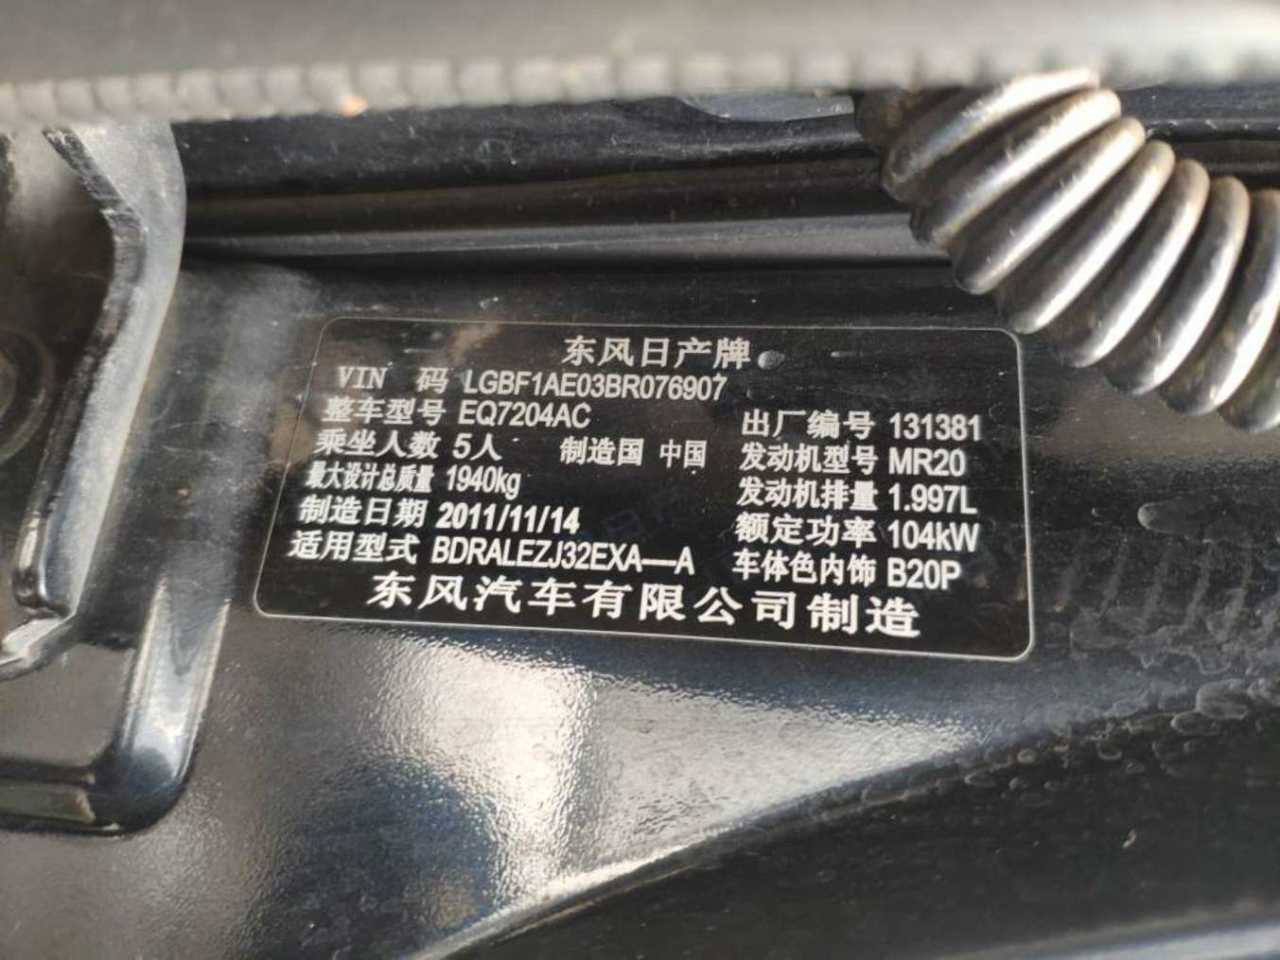 东风日产牌
VIN 码 LGBF1AE03BR076907
整车型号 EQ7204AC 出厂编号 131381
乘坐人数 5人 制造国 中国 发动机型号 MR20
最大设计总质量 1940kg 发动机排量 1.997L
制造日期 2011/11/14 额定功率 104kW
适用型式 BDRALEZJ32EXA—A 车体色内饰 B20P
东风汽车有限公司制造